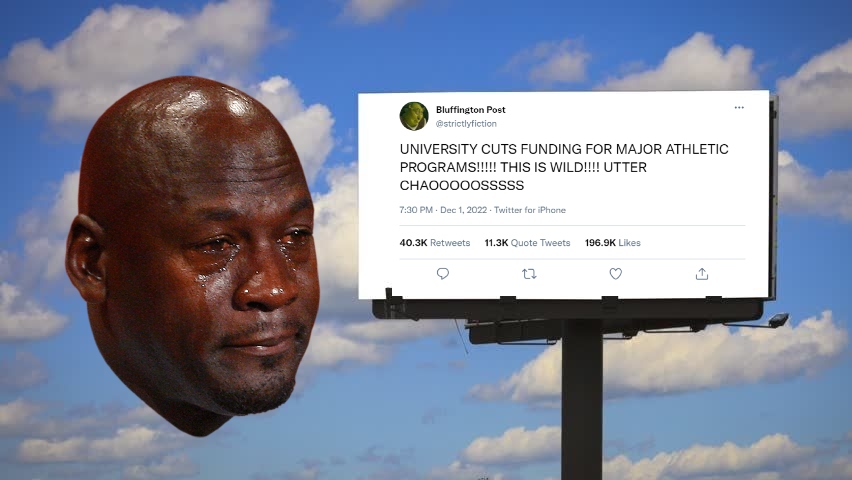 Bluffington Post
@strictlyfiction
UNIVERSITY CUTS FUNDING FOR MAJOR ATHLETIC
PROGRAMS!!!!! THIS IS WILD!!!! UTTER
CHAOOOOOSSSSS
7:30 PM · Dec 1, 2022 · Twitter for iPhone
40.3K Retweets 11.3K Quote Tweets 196.9K Likes